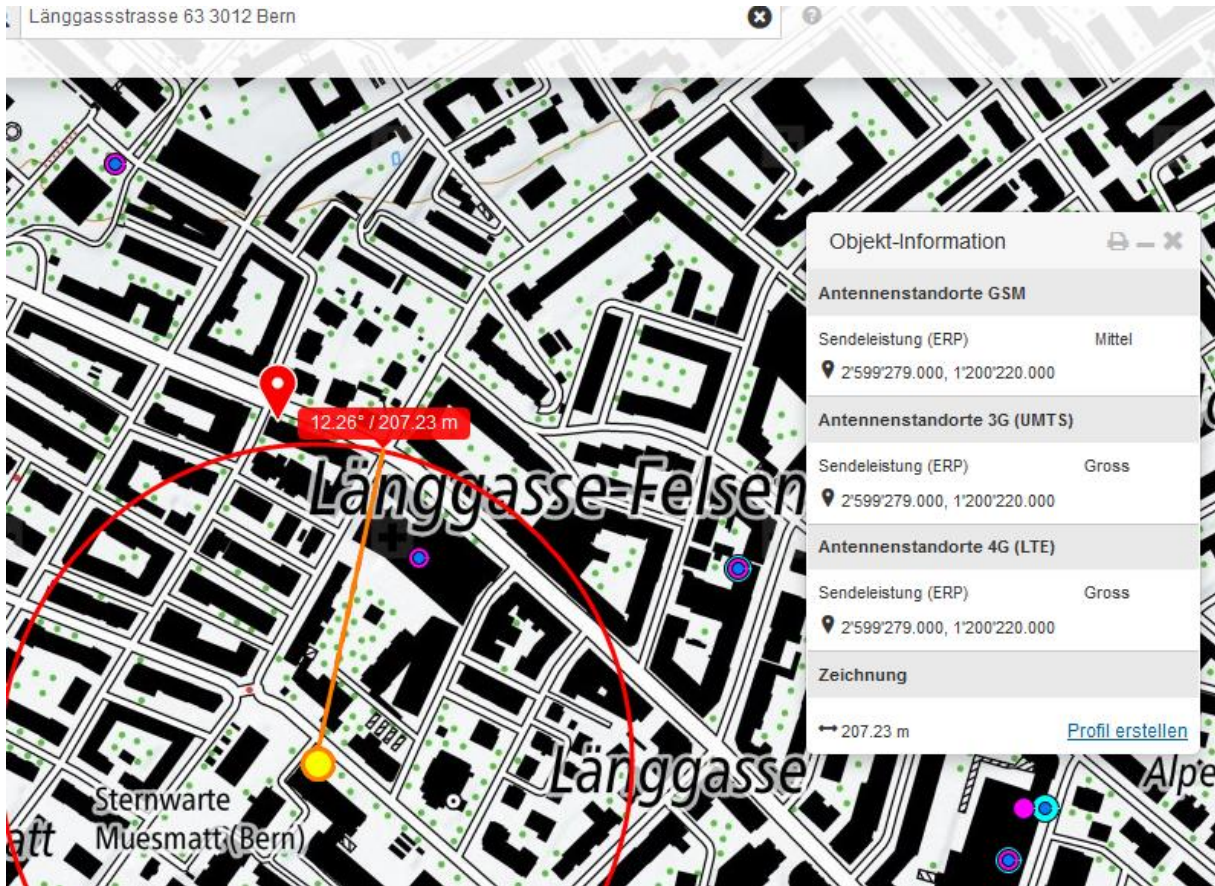 Länggassstrasse 63 3012 Bern
Objekt-Information
Antennenstandorte GSM
Sendeleistung (ERP) Mittel
2'599'279.000, 1'200'220.000
Antennenstandorte 3G (UMTS)
Sendeleistung (ERP) Gross
2'599'279.000, 1'200'220.000
Antennenstandorte 4G (LTE)
Sendeleistung (ERP) Gross
2'599'279.000, 1'200'220.000
Zeichnung
207.23 m Profil erstellen
12.26° / 207.23 m
Länggasse-Felsen
Länggasse
Alpe
Sternwarte
Muesmatt (Bern)
att